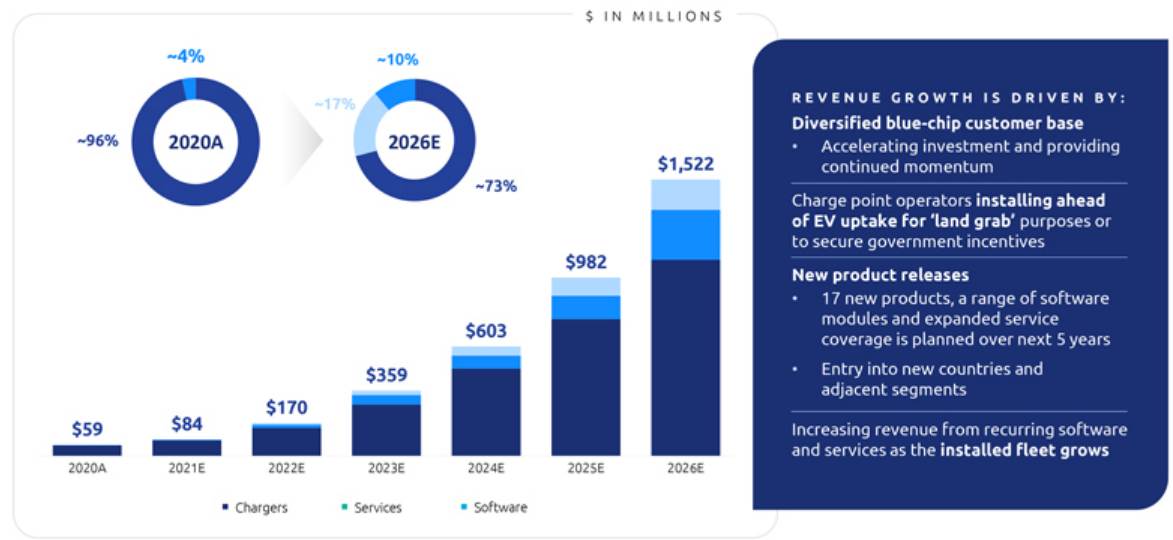 $ IN MILLIONS
~4%
~96%
2020A
~10%
~17%
2026E
~73%
$59
$84
$170
$359
$603
$982
$1,522
2020A
2021E
2022E
2023E
2024E
2025E
2026E
Chargers
Services
Software
REVENUE GROWTH IS DRIVEN BY:
Diversified blue-chip customer base
• Accelerating investment and providing
continued momentum
Charge point operators installing ahead
of EV uptake for ‘land grab’ purposes or
to secure government incentives
New product releases
• 17 new products, a range of software
modules and expanded service
coverage is planned over next 5 years
• Entry into new countries and
adjacent segments
Increasing revenue from recurring software
and services as the installed fleet grows